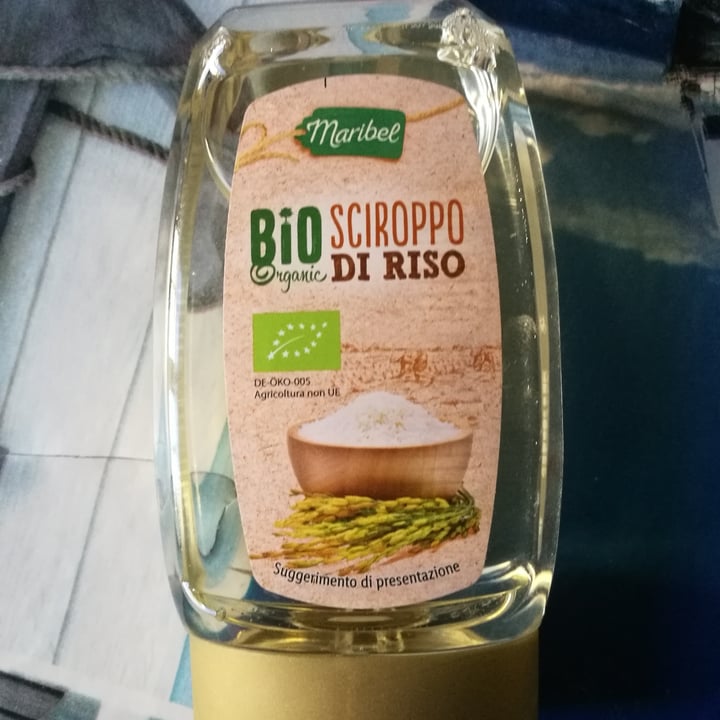 Maribel
BiO SCIROPPO
Organic DI RISO
DE-ÖKO-005
Agricoltura non UE
Suggerimento di presentazione